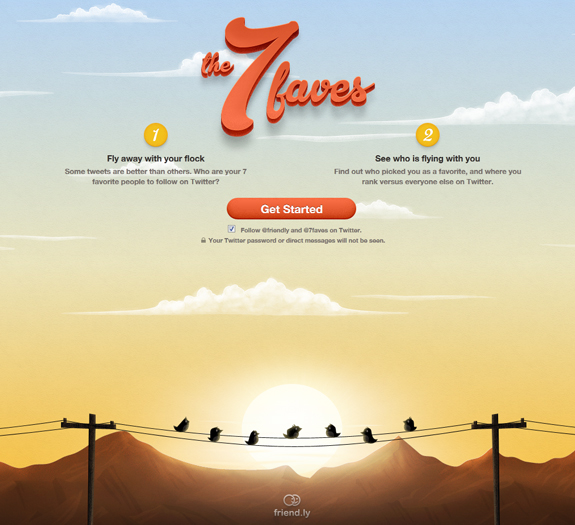 the
7
faves
1
Fly away with your flock
Some tweets are better than others. Who are your 7
favorite people to follow on Twitter?
2
See who is flying with you
Find out who picked you as a favorite, and where you
rank versus everyone else on Twitter.
Get Started
Follow @friendly and @7faves on Twitter.
Your Twitter password or direct messages will not be seen.
friend.ly